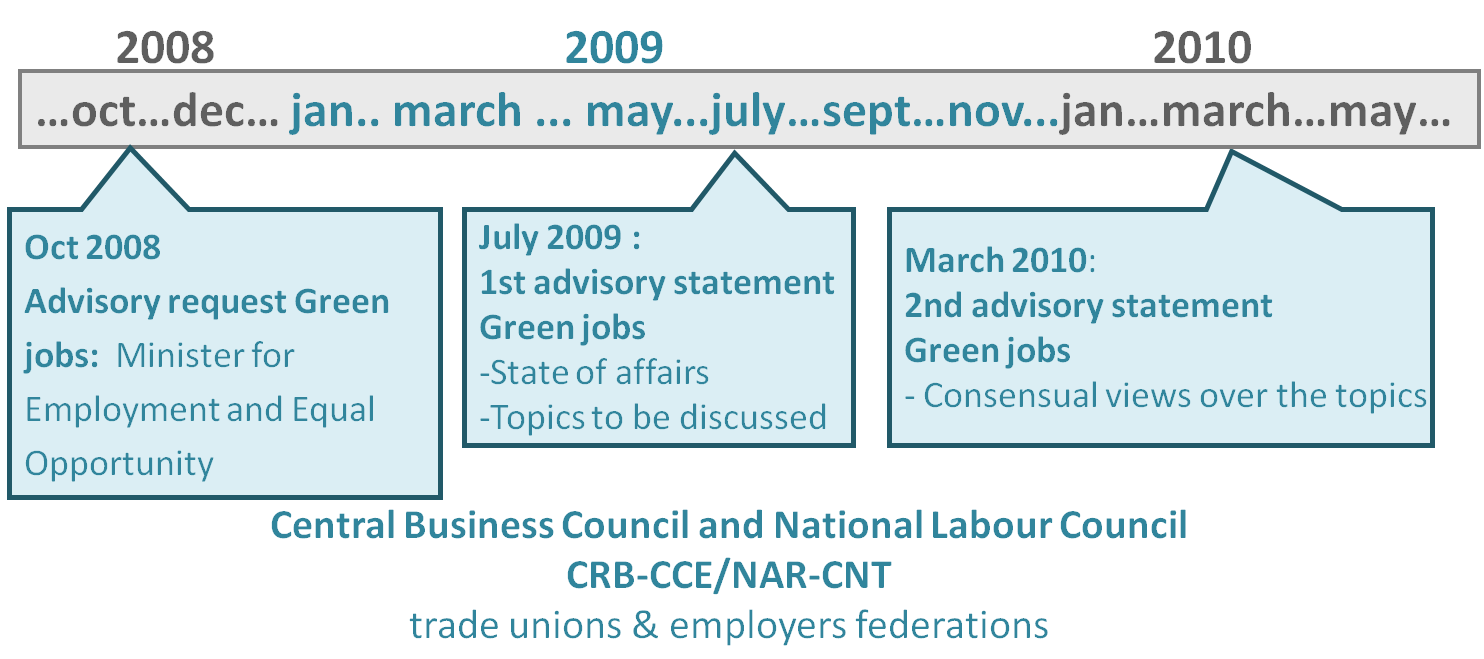 2008 2009 2010
…oct…dec… jan.. march ... may...july…sept…nov...jan…march…may…
Oct 2008
Advisory request Green
jobs: Minister for
Employment and Equal
Opportunity
July 2009 :
1st advisory statement
Green jobs
-State of affairs
-Topics to be discussed
March 2010:
2nd advisory statement
Green jobs
- Consensual views over the topics
Central Business Council and National Labour Council
CRB-CCE/NAR-CNT
trade unions & employers federations